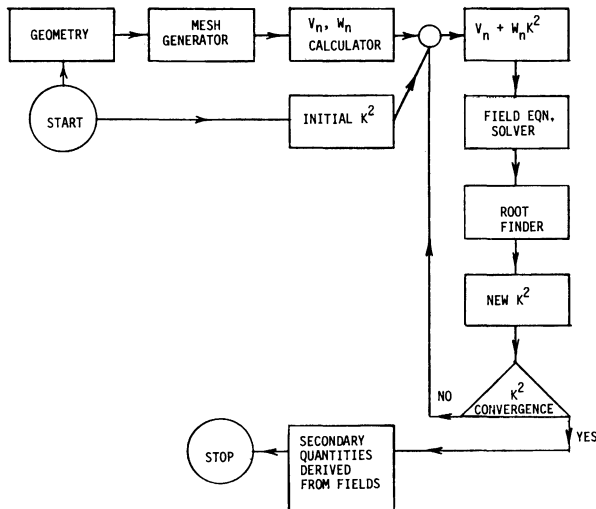 GEOMETRY
MESH
GENERATOR
Vn, Wn
CALCULATOR
Vn + WnK²
START
INITIAL K²
FIELD EQN.
SOLVER
ROOT
FINDER
NEW K²
K²
CONVERGENCE
NO
YES
SECONDARY
QUANTITIES
DERIVED
FROM FIELDS
STOP